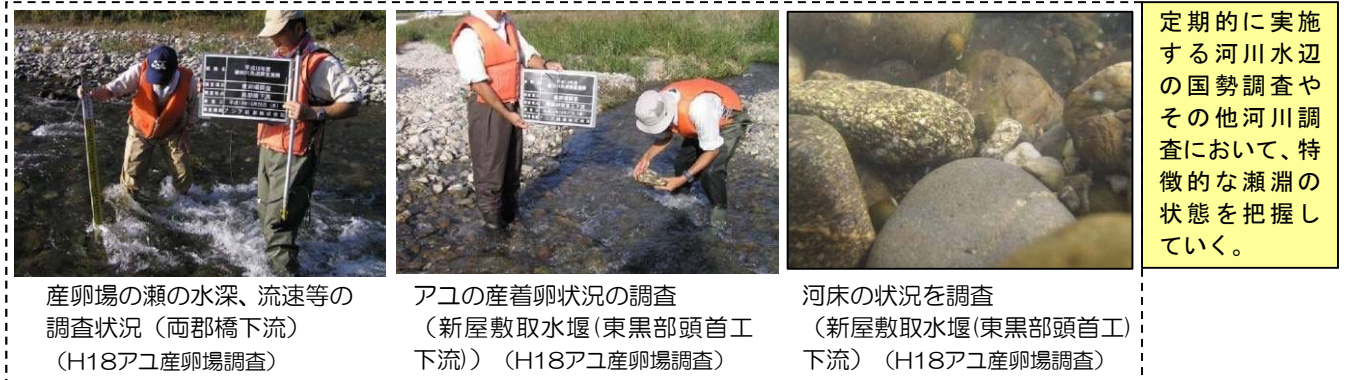 産卵場の瀬の水深、流速等の
調査状況（両郡橋下流）
（H18アユ産卵場調査）
アユの産着卵状況の調査
（新屋敷取水堰(東黒部頭首工
下流)）（H18アユ産卵場調査）
河床の状況を調査
（新屋敷取水堰(東黒部頭首工)
下流）（H18アユ産卵場調査）
定期的に実施
する河川水辺
の国勢調査や
その他河川調
査において、特
徴的な瀬淵の
状態を把握し
ていく。